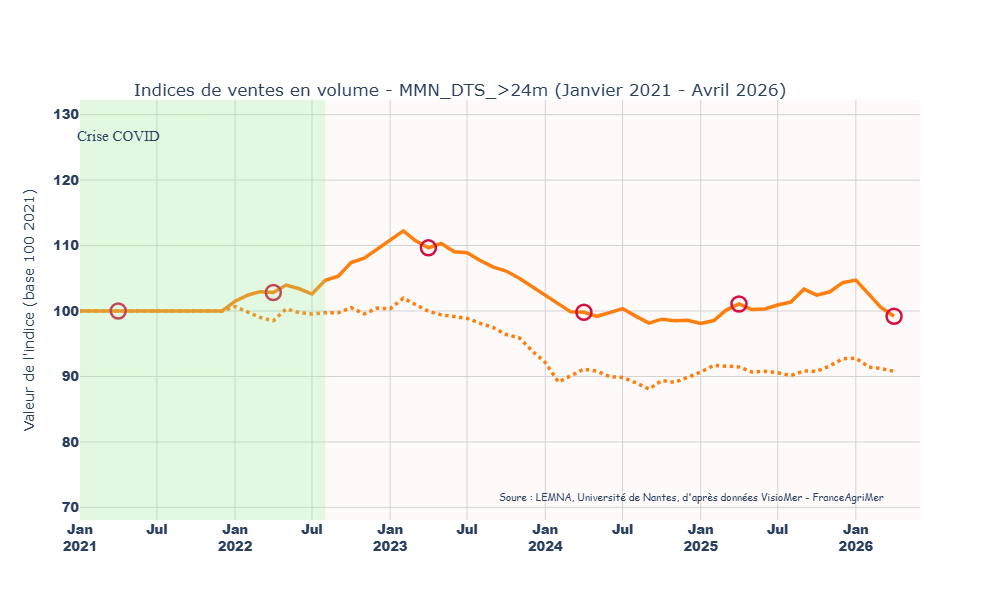 Indices de ventes en volume - MMN_DTS_>24m (Janvier 2021 - Avril 2026)
Valeur de l'indice (base 100 2021)
130
Crise COVID
120
110
100
90
80
70
Soure : LEMNA, Université de Nantes, d'après données VisioMer - FranceAgriMer
Jan Jul Jan Jul Jan Jul Jan Jul Jan Jul Jan
2021 2022 2023 2024 2025 2026